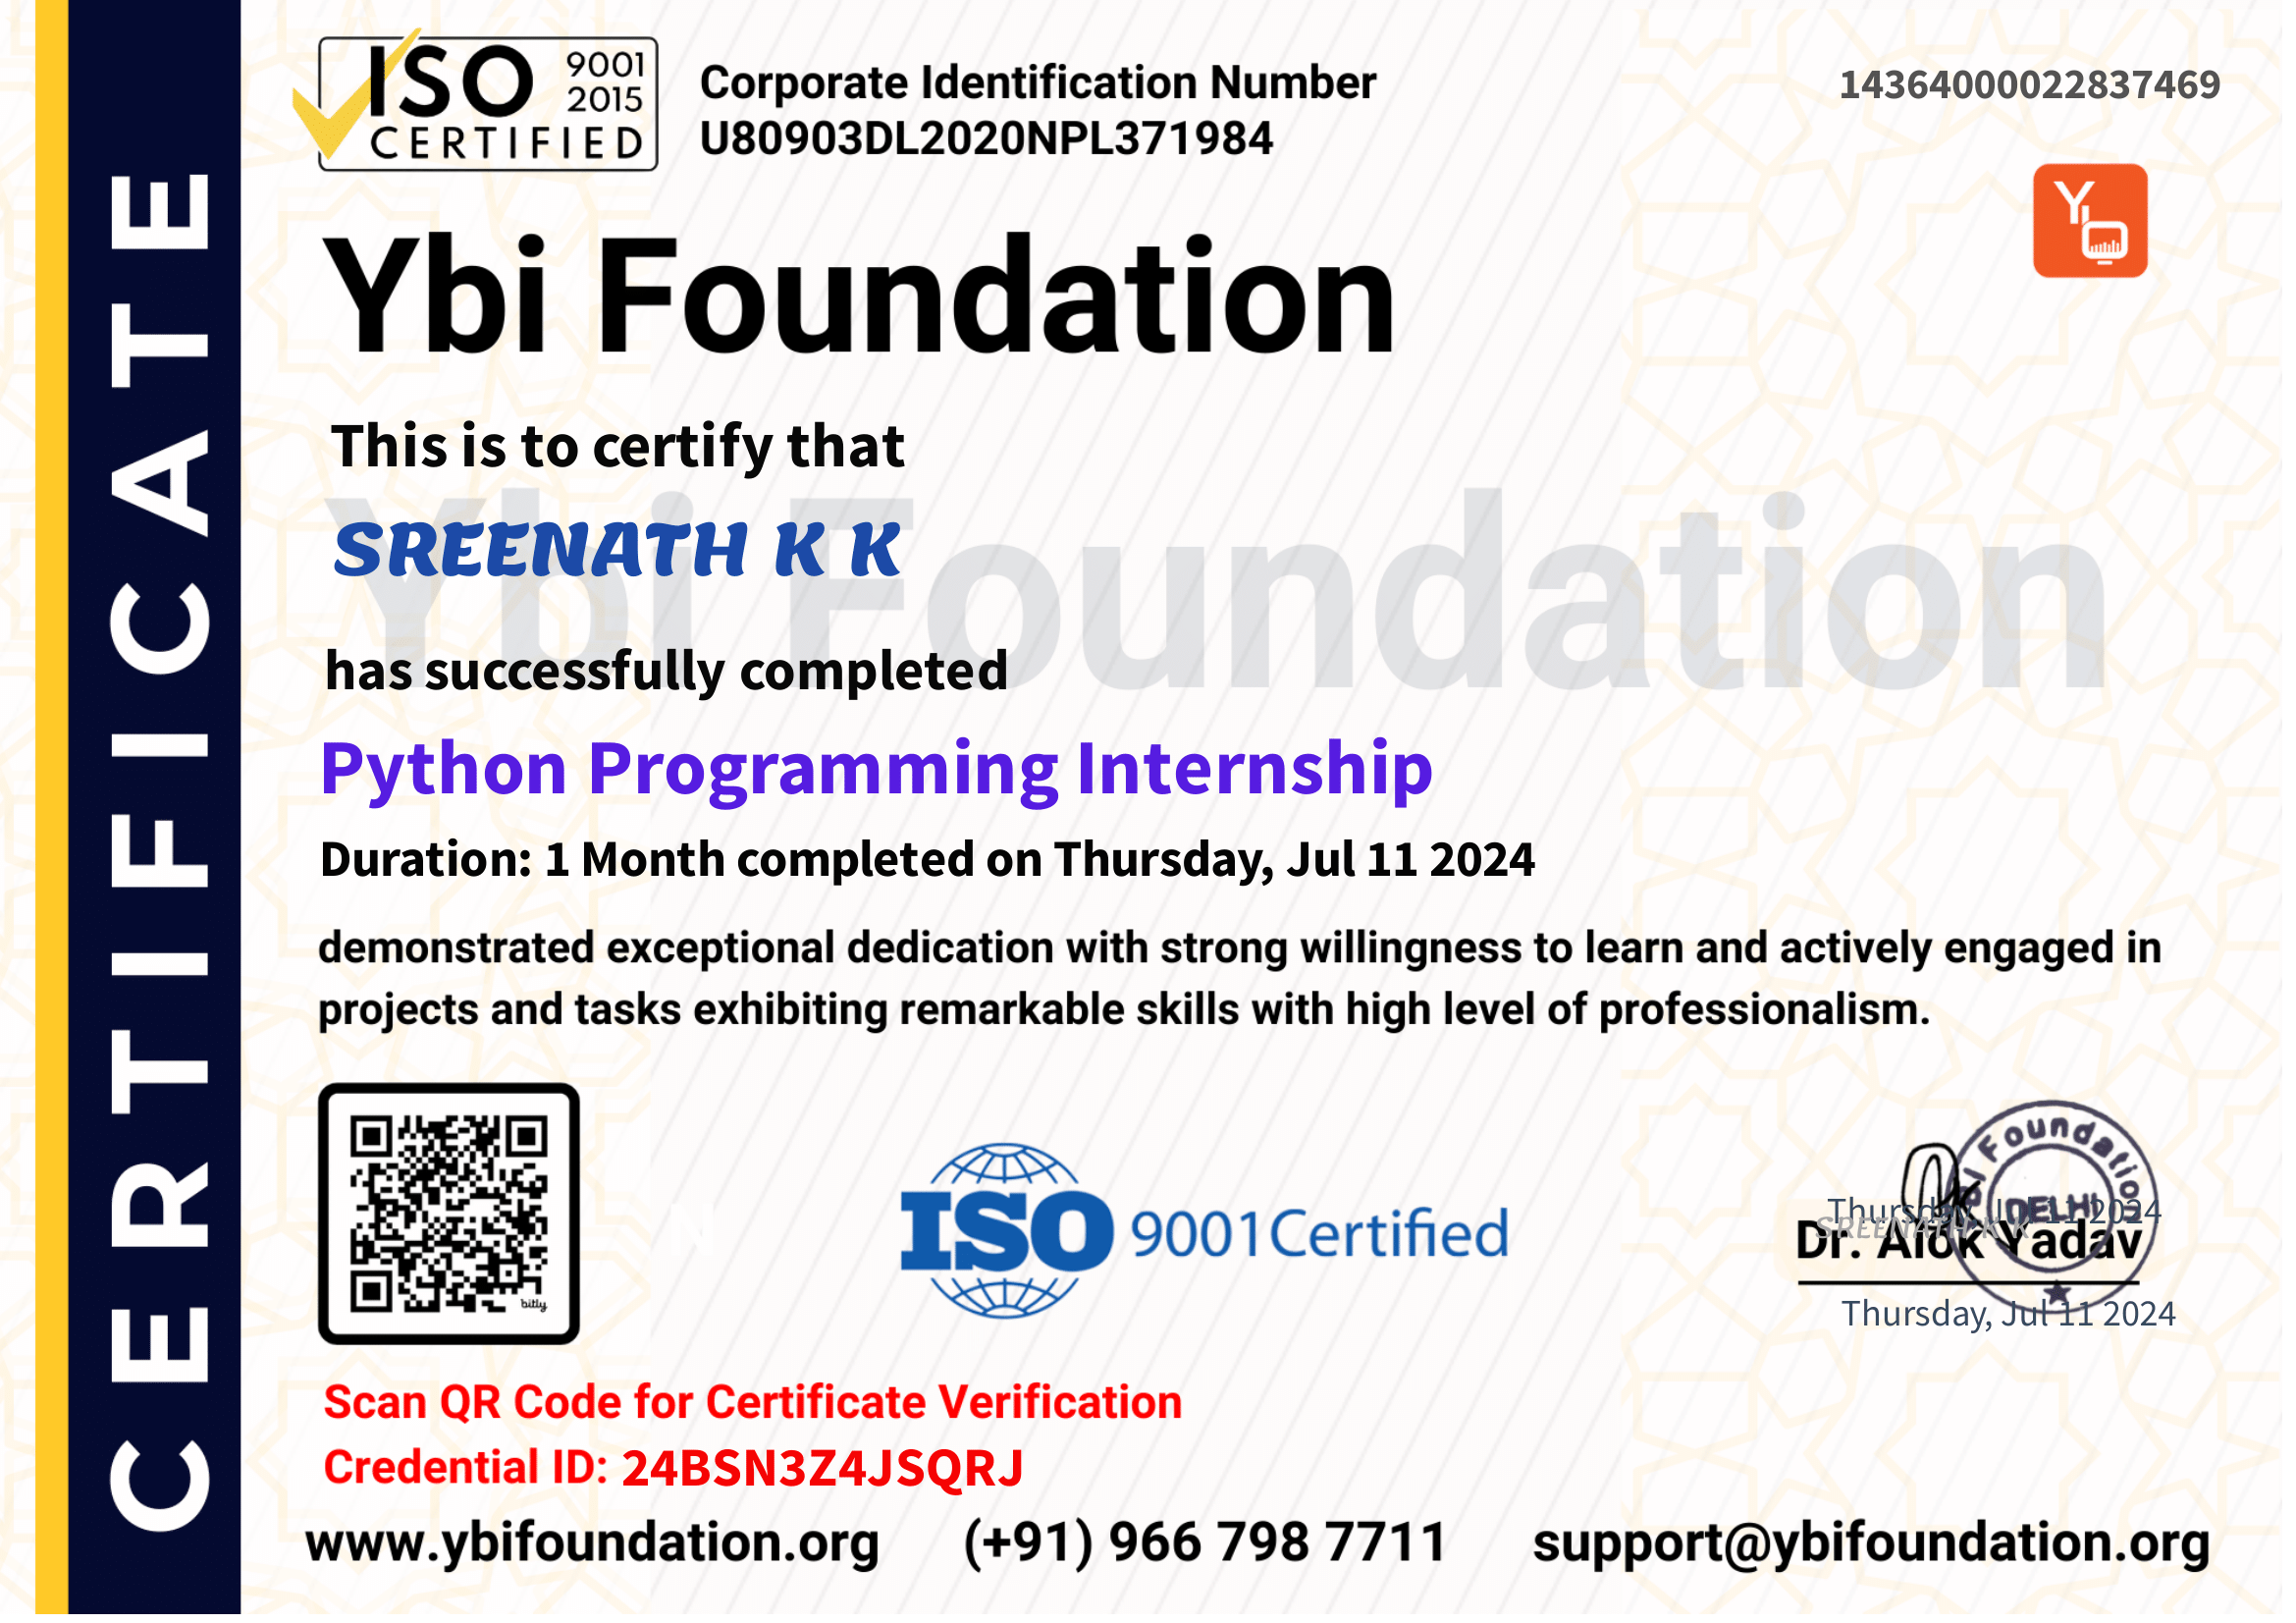 CERTIFICATE
ISO 9001
2015
CERTIFIED
Corporate Identification Number
U80903DL2020NPL371984
14364000022837469
Yb
Ybi Foundation
This is to certify that
Ybi Foundation
SREENATH K K
has successfully completed
Python Programming Internship
Duration: 1 Month completed on Thursday, Jul 11 2024
demonstrated exceptional dedication with strong willingness to learn and actively engaged in
projects and tasks exhibiting remarkable skills with high level of professionalism.
bitly
ISO 9001 Certified
Ybi Foundation
DELHI
Thursday, Jul 11 2024
SREENATH K K
Dr. Alok Yadav
Thursday, Jul 11 2024
Scan QR Code for Certificate Verification
Credential ID: 24BSN3Z4JSQRJ
www.ybifoundation.org (+91) 966 798 7711 support@ybifoundation.org